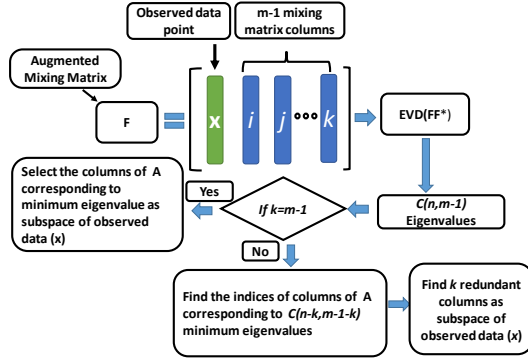 Observed data
point
m-1 mixing
matrix columns
Augmented
Mixing Matrix
F
x
i
j
k
EVD(FF*)
Select the columns of A
corresponding to
minimum eigenvalue as
subspace of observed
data (x)
Yes
If k=m-1
C(n,m-1)
Eigenvalues
No
Find the indices of columns of A
corresponding to C(n-k,m-1-k)
minimum eigenvalues
Find k redundant
columns as
subspace of
observed data (x)